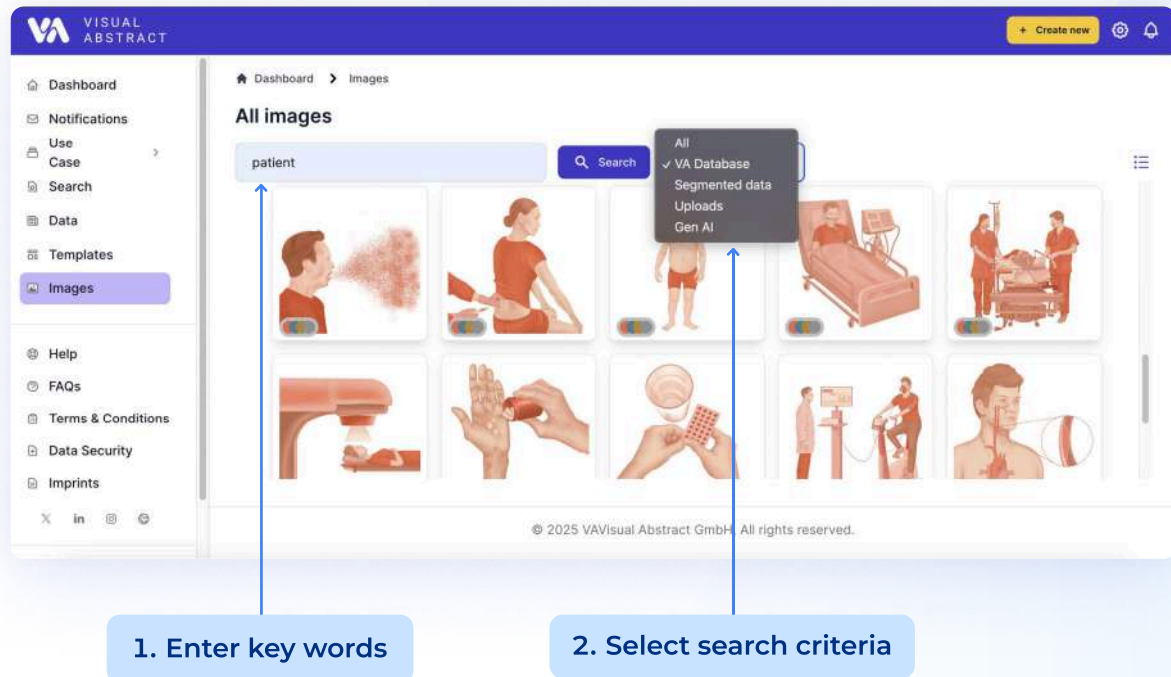 VISUAL
ABSTRACT
+ Create new
Dashboard
Notifications
Use
Case
Search
Data
Templates
Images
Help
FAQs
Terms & Conditions
Data Security
Imprints
Dashboard > Images
All images
patient
Search
All
✓ VA Database
Segmented data
Uploads
Gen AI
© 2025 VAVisual Abstract GmbH, All rights reserved.
1. Enter key words
2. Select search criteria